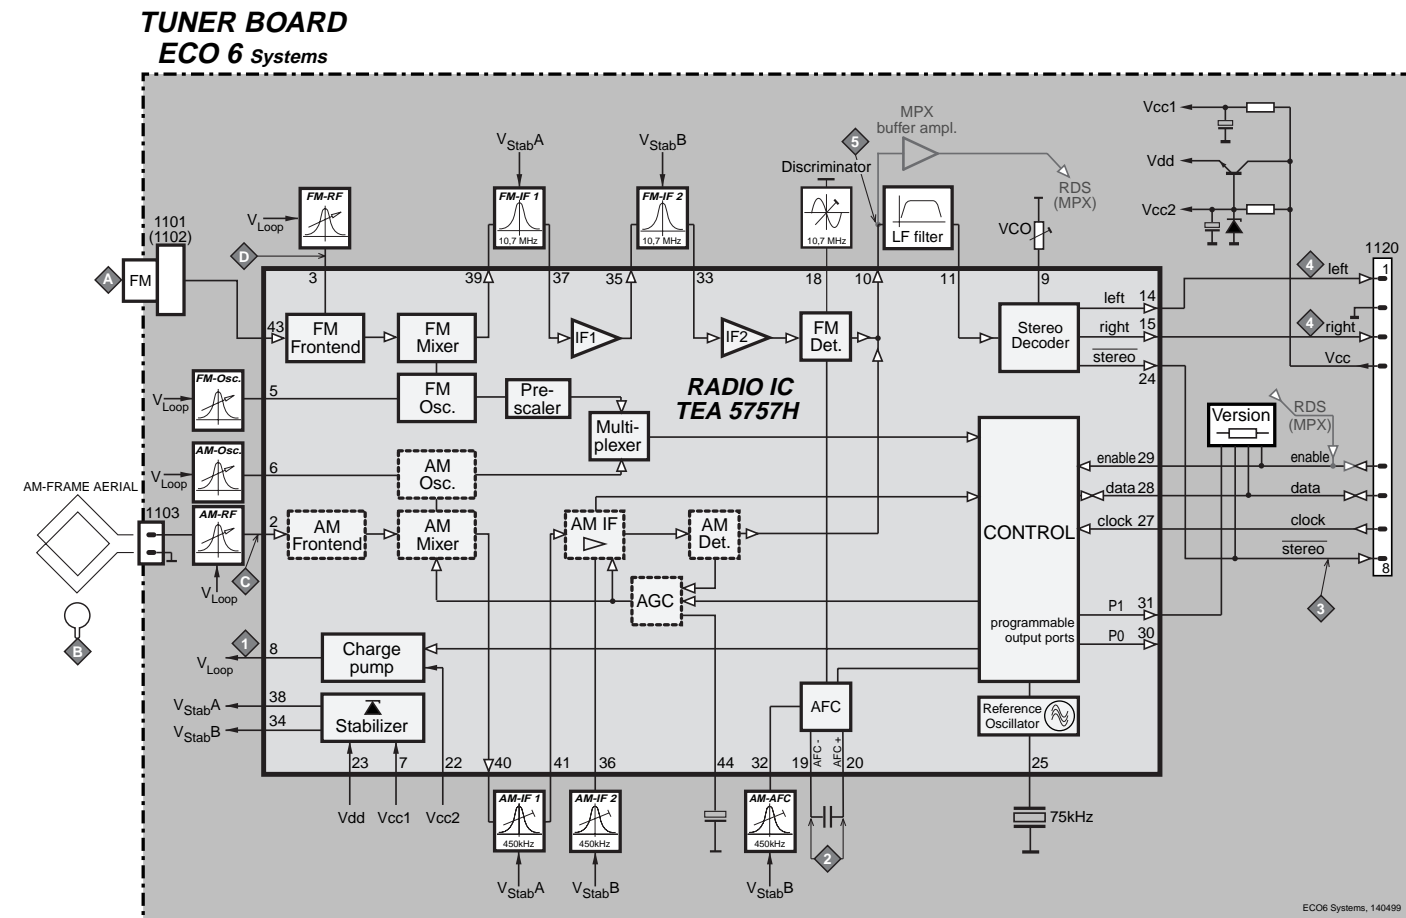 TUNER BOARD
ECO 6 Systems
Vcc1
MPX
buffer ampl.
5
VStabA
VStabB
Discriminator
Vdd
RDS
(MPX)
FM-RF
FM-IF 1
10,7 MHz
FM-IF 2
10,7 MHz
10,7 MHz
LF filter
Vcc2
VLoop
1101
(1102)
VCO
D
1120
A
FM
3
39
37
35
33
18
10
11
9
4
left
1
left
14
43
FM
Frontend
FM
Mixer
IF1
IF2
FM
Det.
Stereo
Decoder
right
15
4
right
stereo
24
Vcc
FM-Osc.
VLoop
5
FM
Osc.
Pre-
scaler
RADIO IC
TEA 5757H
Multi-
plexer
Version
RDS
(MPX)
AM-Osc.
VLoop
6
AM
Osc.
enable
29
enable
AM-FRAME AERIAL
data
28
data
1103
AM-RF
2
AM
Frontend
AM
Mixer
AM IF
AM
Det.
CONTROL
clock
27
clock
stereo
8
VLoop
C
AGC
3
P1
31
programmable
output ports
P0
30
B
1
8
VLoop
Charge
pump
38
VStabA
34
VStabB
Stabilizer
AFC
Reference
Oscillator
AFC -
AFC +
23
7
22
40
41
36
44
32
19
20
25
Vdd
Vcc1
Vcc2
AM-IF 1
450kHz
AM-IF 2
450kHz
AM-AFC
450kHz
2
75kHz
VStabA
VStabB
VStabB
ECO6 Systems, 140499